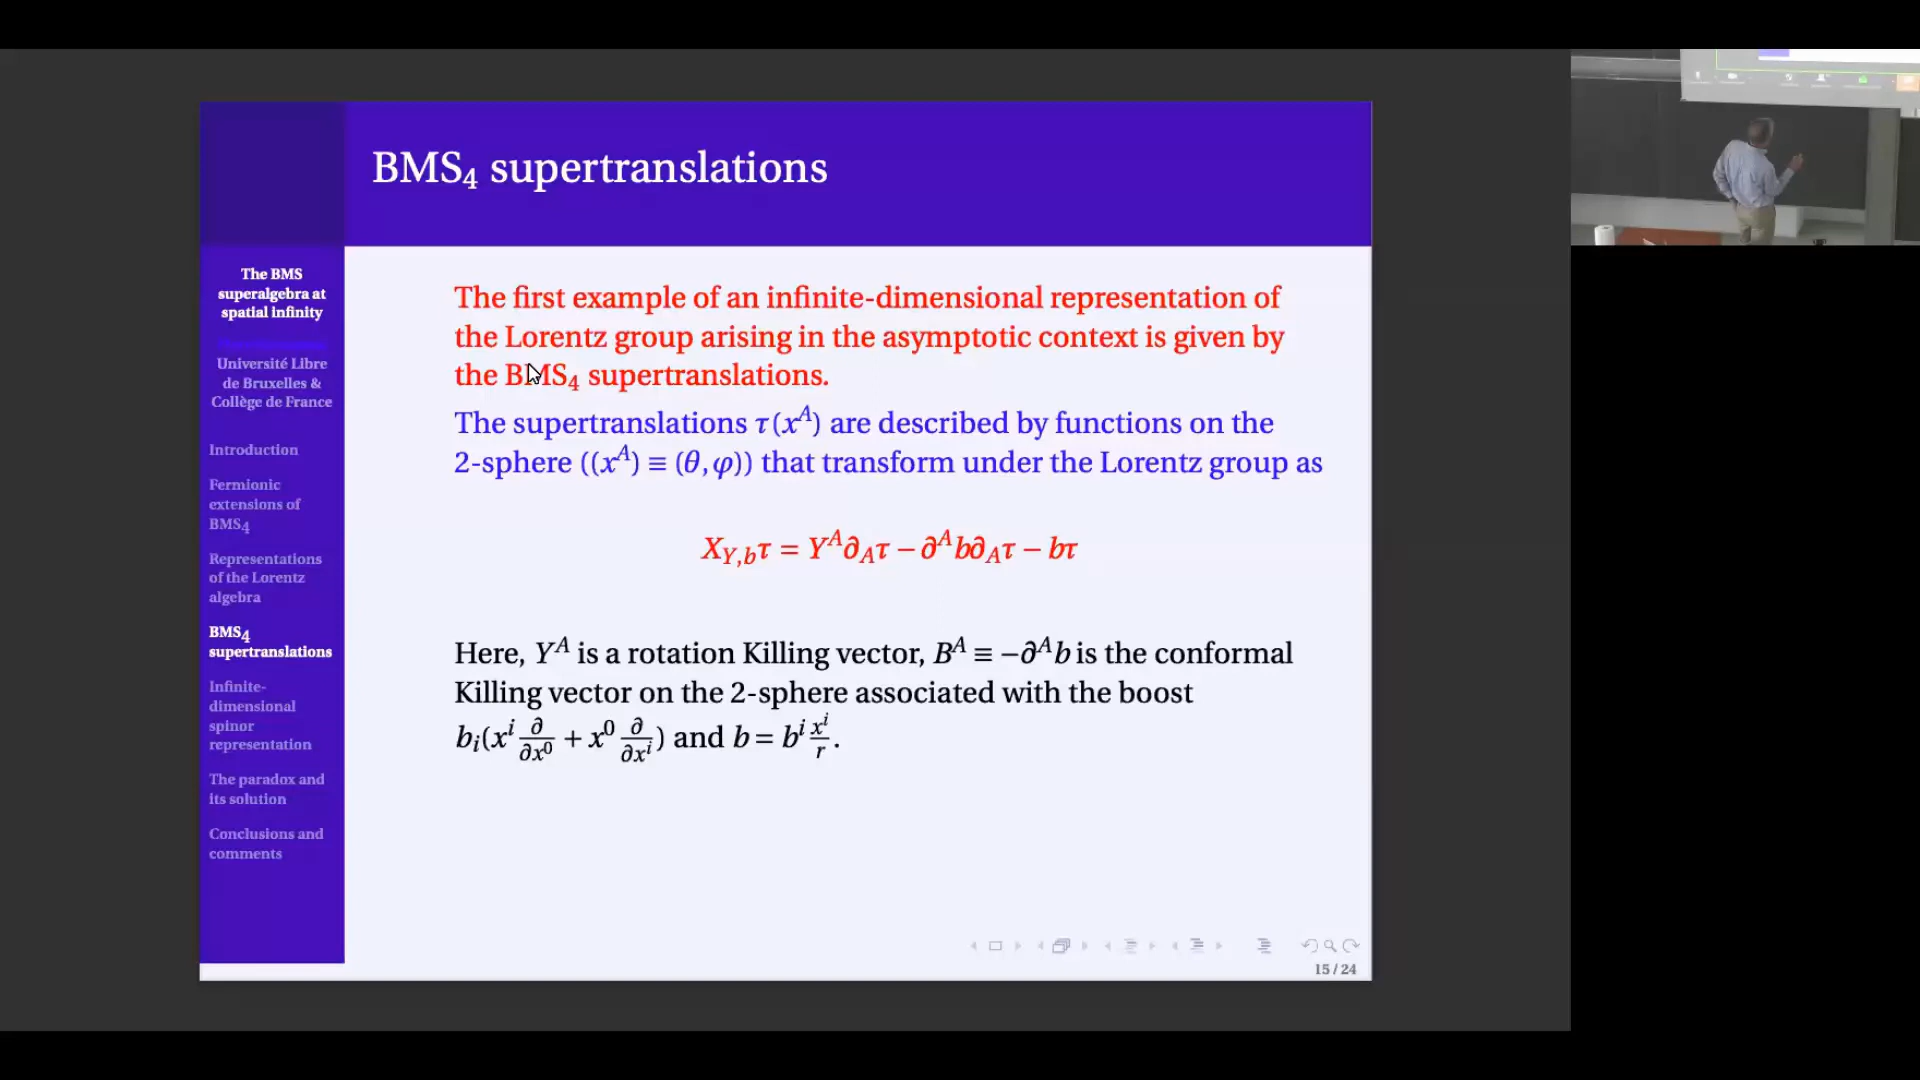 BMS₄ supertranslations
The BMS
superalgebra at
spatial infinity
Université Libre
de Bruxelles &
Collège de France
Introduction
Fermionic
extensions of
BMS₄
Representations
of the Lorentz
algebra
BMS₄
supertranslations
Infinite-
dimensional
spinor
representation
The paradox and
its solution
Conclusions and
comments
The first example of an infinite-dimensional representation of
the Lorentz group arising in the asymptotic context is given by
the BMS₄ supertranslations.
The supertranslations τ(x^A) are described by functions on the
2-sphere ((x^A) ≡ (θ, φ)) that transform under the Lorentz group as
X_{Y,b}τ = Y^A∂_Aτ − ∂^Ab∂_Aτ − bτ
Here, Y^A is a rotation Killing vector, B^A ≡ −∂^Ab is the conformal
Killing vector on the 2-sphere associated with the boost
b_i(x^i ∂/∂x⁰ + x⁰ ∂/∂x^i) and b = b^i x^i/r.
15 / 24